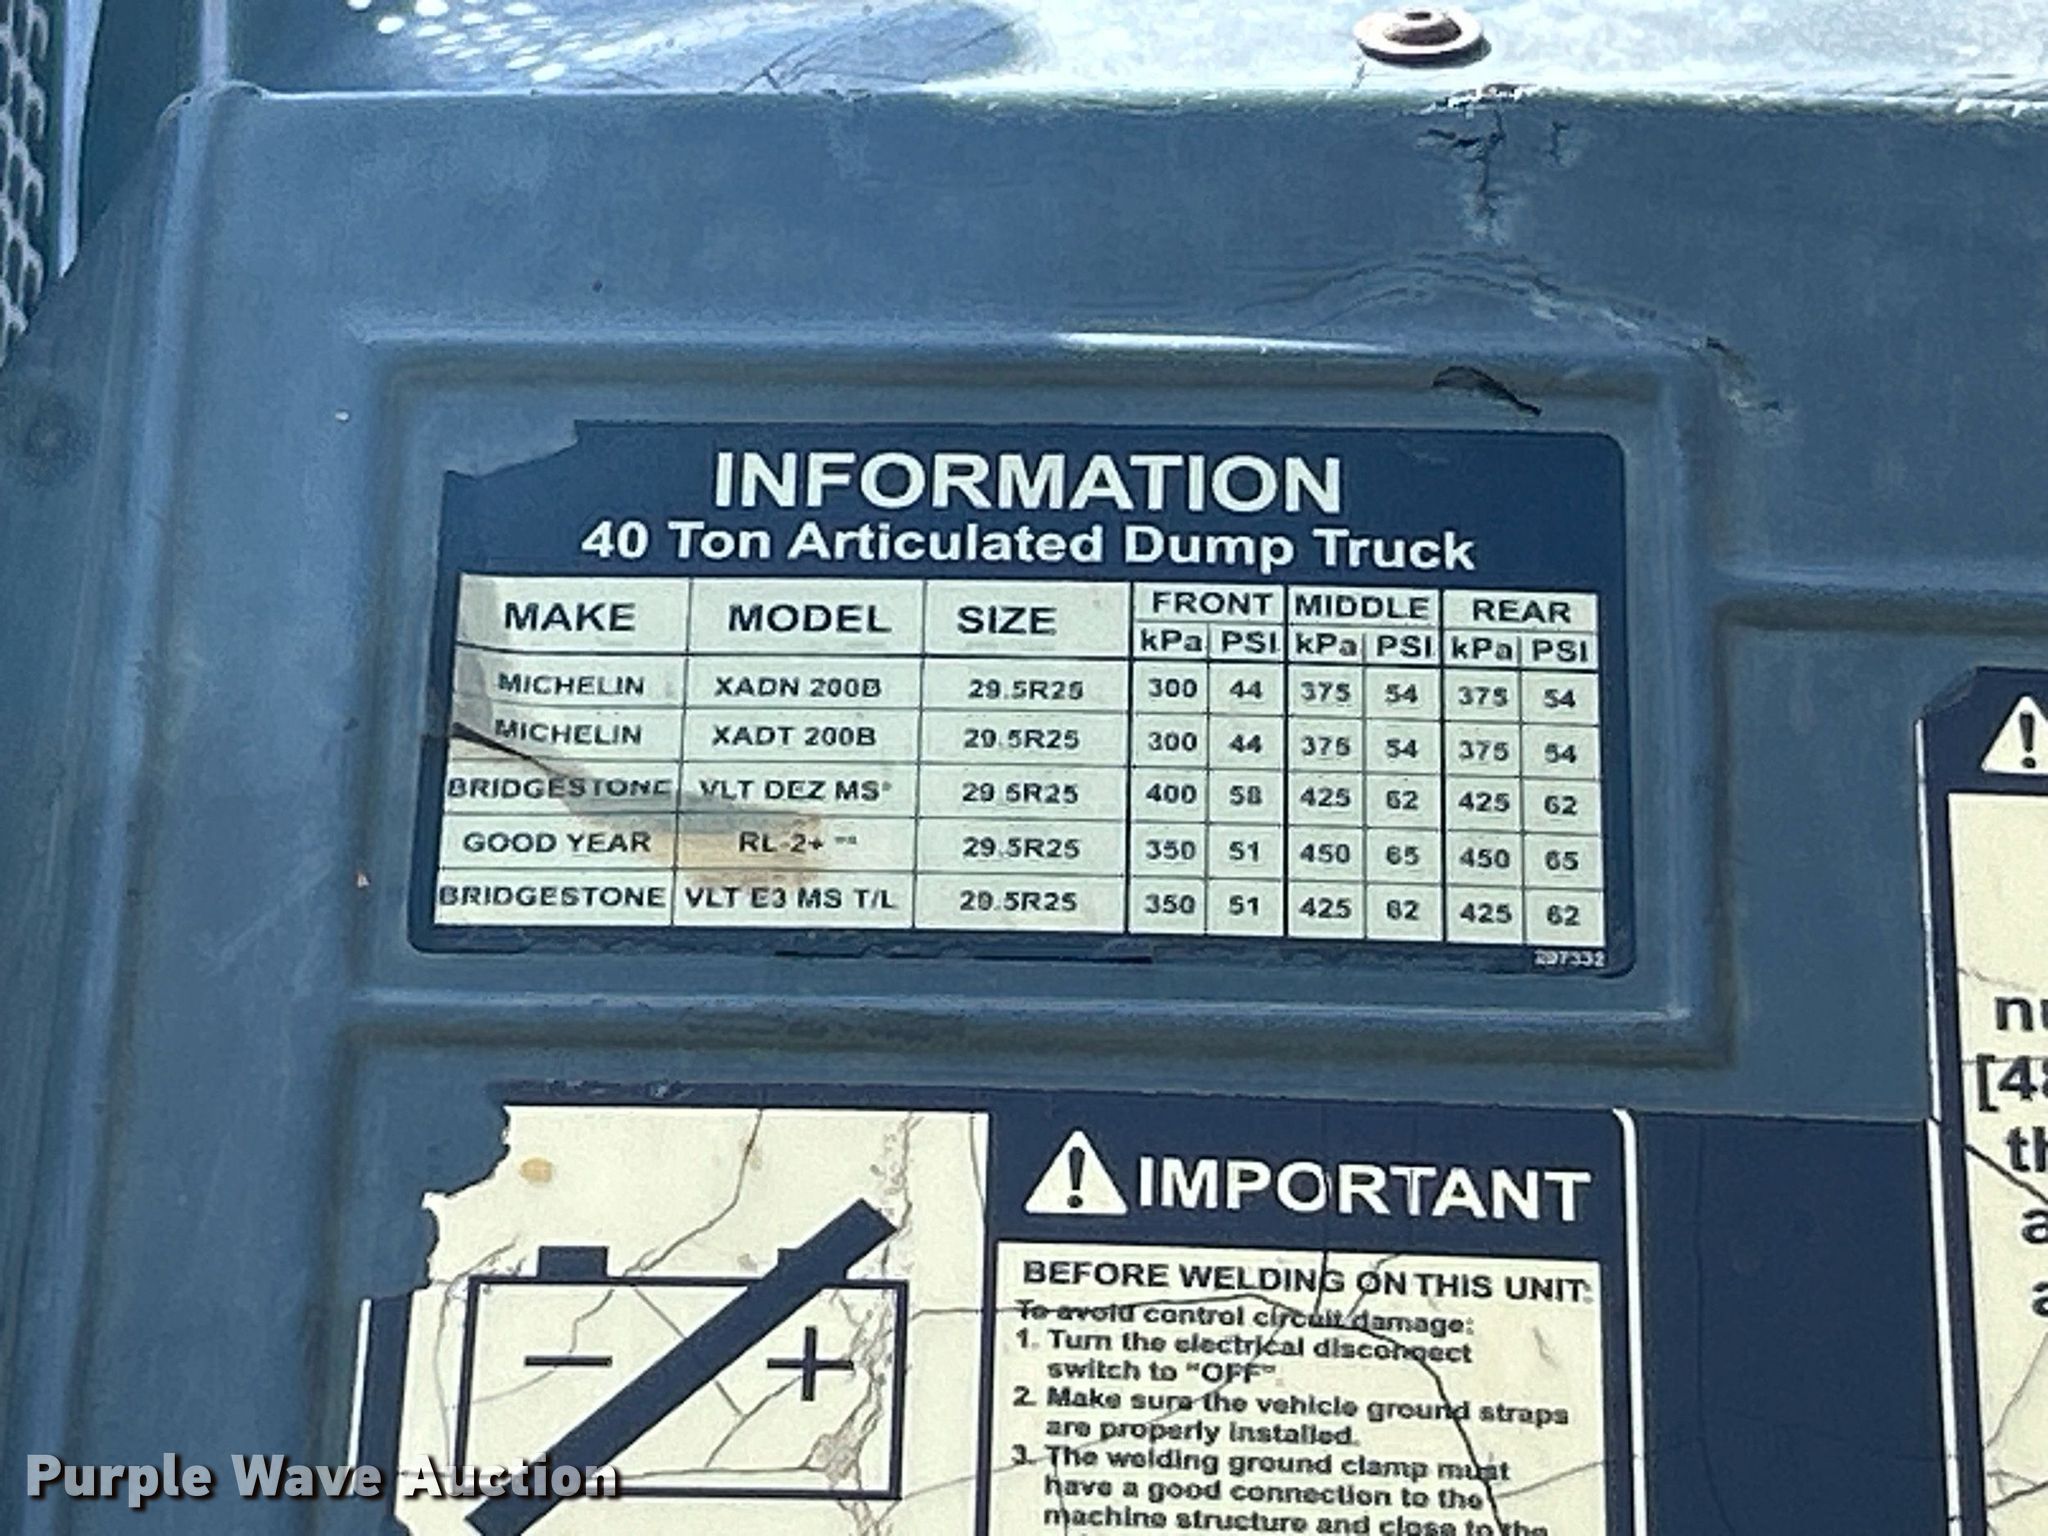 INFORMATION
40 Ton Articulated Dump Truck
MAKE MODEL SIZE FRONT MIDDLE REAR
kPa PSI kPa PSI kPa PSI
MICHELIN XADN 200B 29.5R25 300 44 375 54 375 54
MICHELIN XADT 200B 29.5R25 300 44 375 54 375 54
BRIDGESTONE VLT DEZ MS* 29.5R25 400 58 425 62 425 62
GOOD YEAR RL-2+ 29.5R25 350 51 450 65 450 65
BRIDGESTONE VLT E3 MS T/L 29.5R25 350 51 425 62 425 62
207332
IMPORTANT
BEFORE WELDING ON THIS UNIT:
To avoid control circuit damage:
1. Turn the electrical disconnect
switch to "OFF".
2. Make sure the vehicle ground straps
are properly installed.
3. The welding ground clamp must
have a good connection to the
machine structure and close to the
[48
th
a
a
Purple Wave Auction